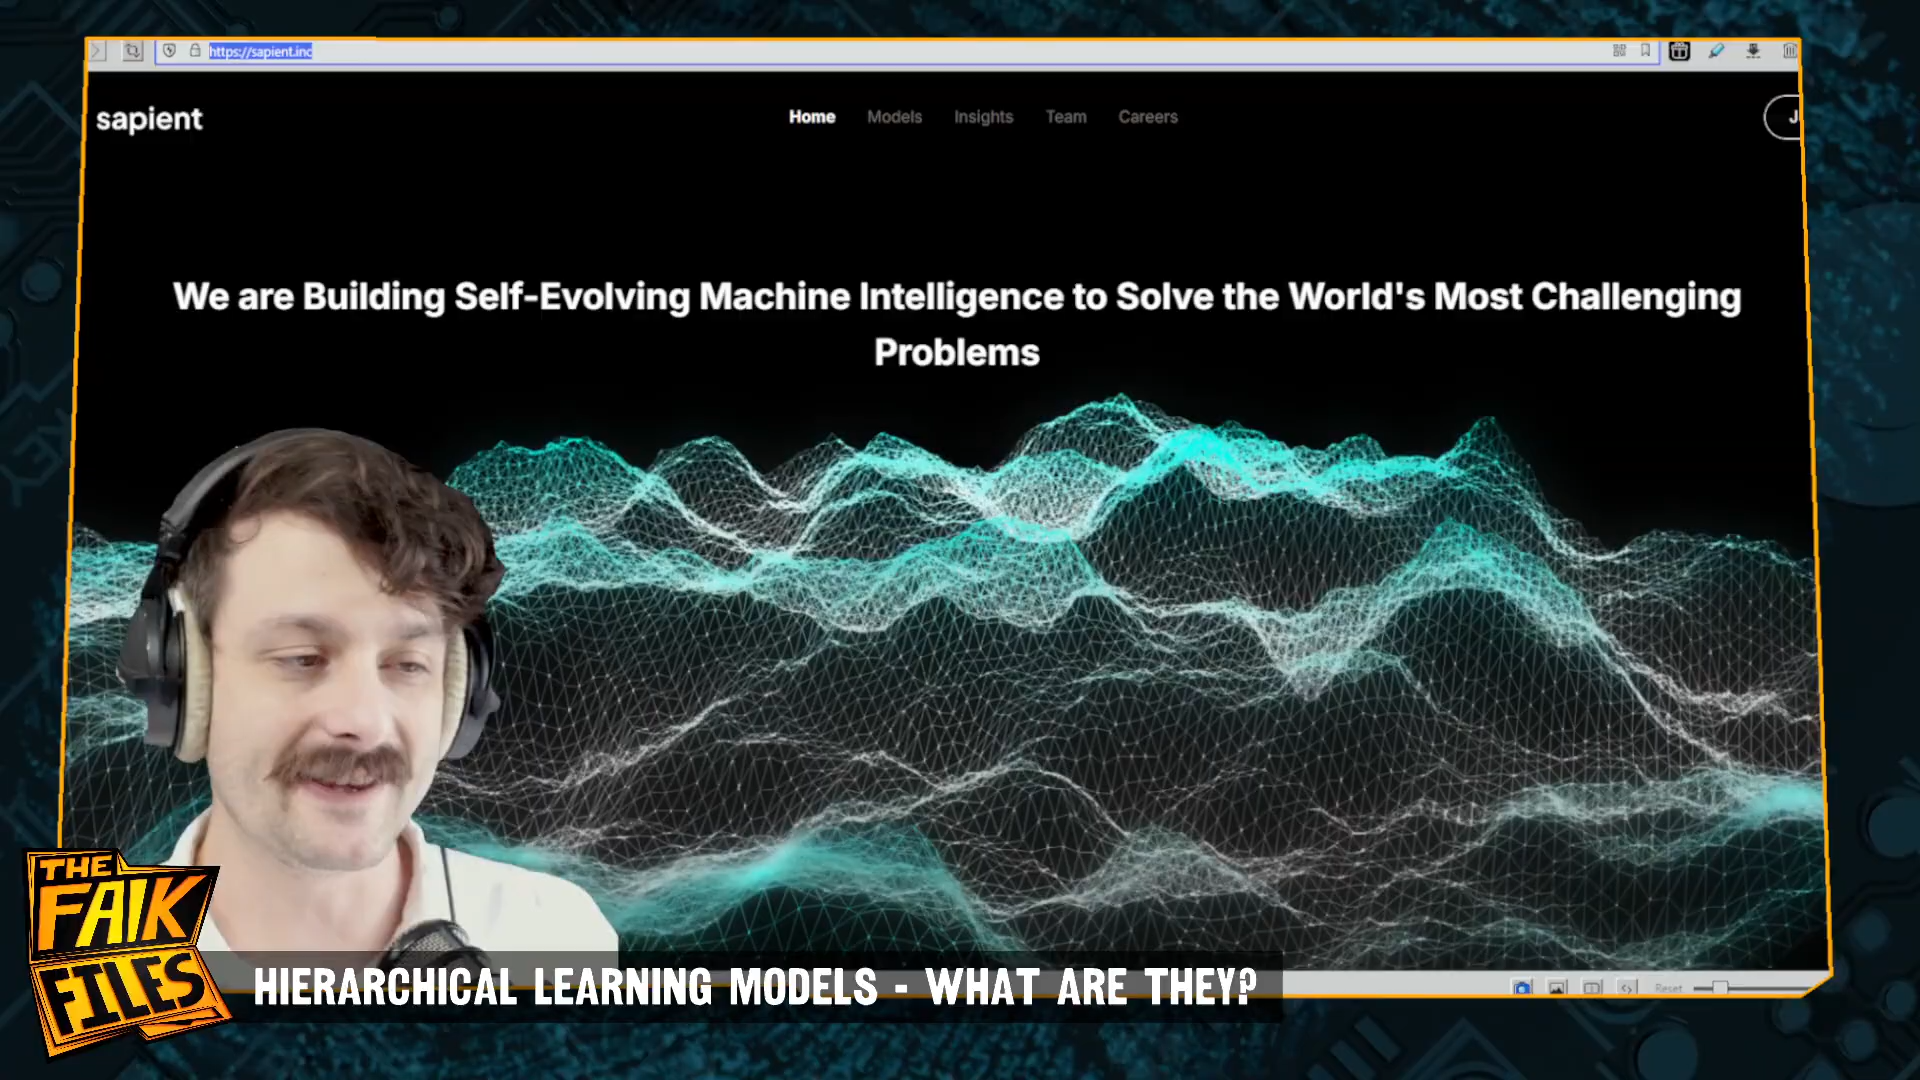 https://sapient.inc
sapient
Home Models Insights Team Careers
J
We are Building Self-Evolving Machine Intelligence to Solve the World's Most Challenging
Problems
THE
FAIK
FILES
HIERARCHICAL LEARNING MODELS - WHAT ARE THEY?
Reset